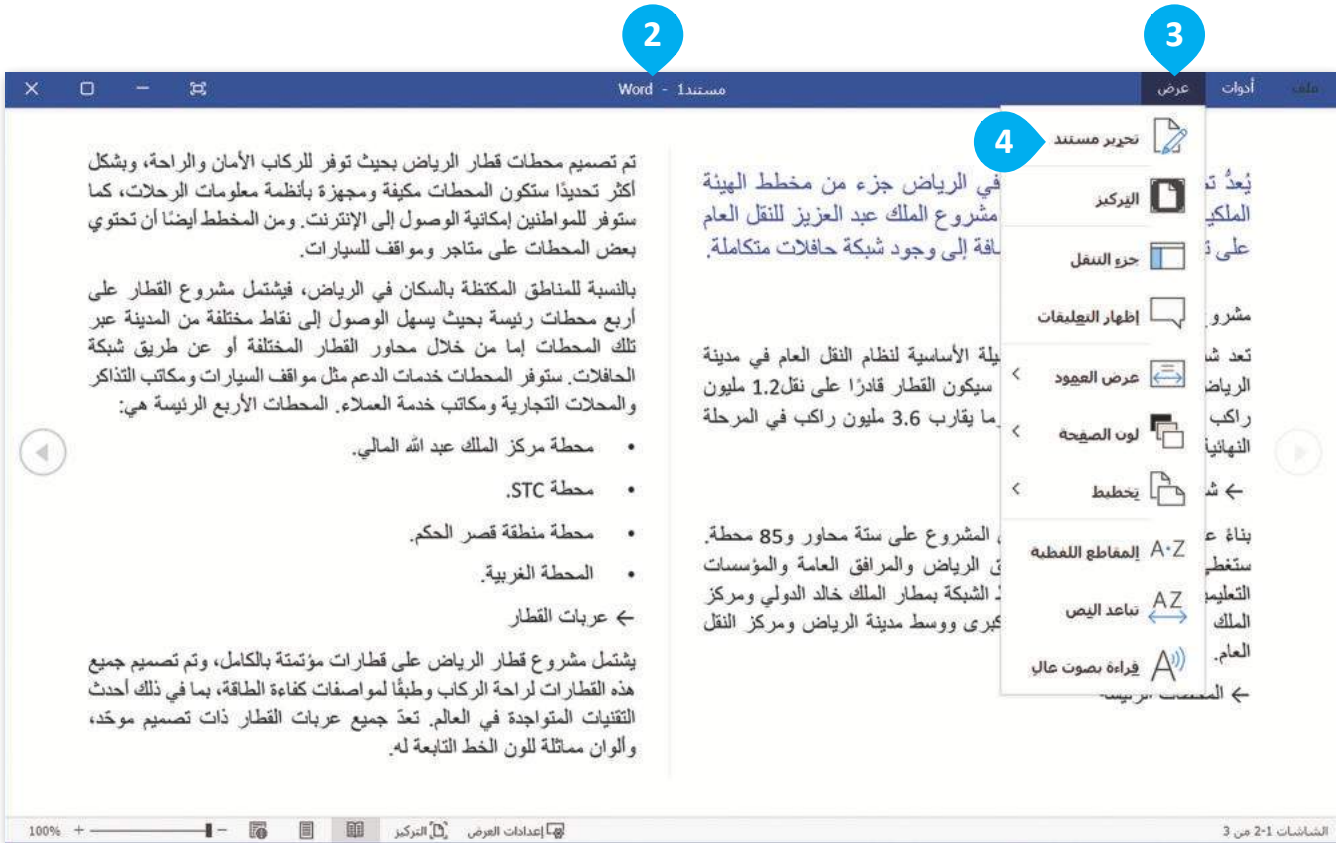 2
3
ملف
أدوات
عرض
مستند1 - Word
4
تحرير مستند
التركيز
جزء التنقل
إظهار التعليقات
عرض العمود
لون الصفحة
تخطيط
المقاطع اللفظية
تباعد النص
قراءة بصوت عالٍ
يُعدُّ في الرياض جزء من مخطط الهيئة
مشروع الملك عبد العزيز للنقل العام
على وجود شبكة حافلات متكاملة.
مشرو
تعد الأساسية لنظام النقل العام في مدينة
سيكون القطار قادرًا على نقل1.2 مليون
راكب ما يقارب 3.6 مليون راكب في المرحلة
←
بناءً المشروع على ستة محاور و85 محطة.
الرياض والمرافق العامة والمؤسسات
الشبكة بمطار الملك خالد الدولي ومركز
الملك ووسط مدينة الرياض ومركز النقل
العام.
←
تم تصميم محطات قطار الرياض بحيث توفر للركاب الأمان والراحة، وبشكل
أكثر تحديدًا ستكون المحطات مكيفة ومجهزة بأنظمة معلومات الرحلات، كما
ستوفر للمواطنين إمكانية الوصول إلى الإنترنت. ومن المخطط أيضًا أن تحتوي
بعض المحطات على متاجر ومواقف للسيارات.
بالنسبة للمناطق المكتظة بالسكان في الرياض، فيشتمل مشروع القطار على
أربع محطات رئيسة بحيث يسهل الوصول إلى نقاط مختلفة من المدينة عبر
تلك المحطات إما من خلال محاور القطار المختلفة أو عن طريق شبكة
الحافلات. ستوفر المحطات خدمات الدعم مثل مواقف السيارات ومكاتب التذاكر
والمحلات التجارية ومكاتب خدمة العملاء. المحطات الأربع الرئيسة هي:
• محطة مركز الملك عبد الله المالي.
• محطة STC.
• محطة منطقة قصر الحكم.
• المحطة الغربية.
← عربات القطار
يشتمل مشروع قطار الرياض على قطارات مؤتمتة بالكامل، وتم تصميم جميع
هذه القطارات لراحة الركاب وطبقًا لمواصفات كفاءة الطاقة، بما في ذلك أحدث
التقنيات المتواجدة في العالم. تعدّ جميع عربات القطار ذات تصميم موحّد،
وألوان مماثلة للون الخط التابعة له.
الشاشات 1-2 من 3
إعدادات العرض
التركيز
100%